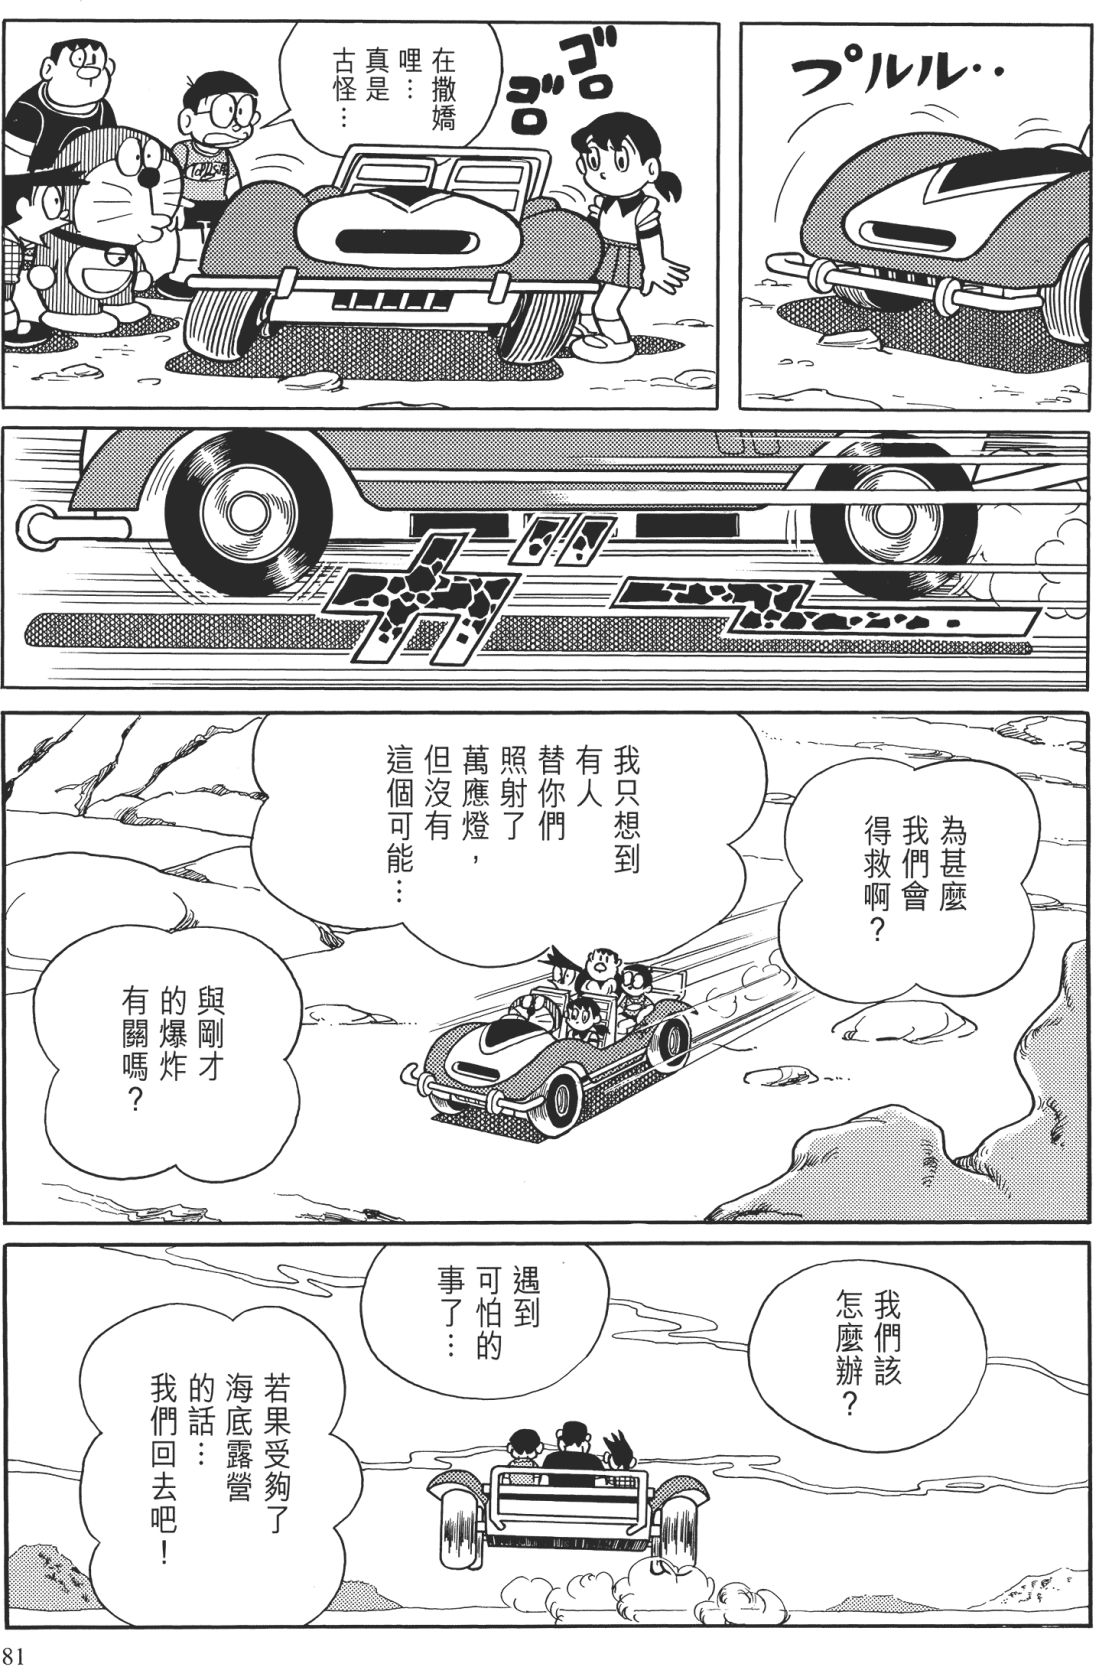 プルル‥
ゴロ
ゴロ
在撒嬌
哩…
真是
古怪…
ガ
ーッ
為甚麼
我們會
得救啊？
我只想到
有人
替你們
照射了
萬應燈，
但沒有
這個可能…
與剛才
的爆炸
有關嗎？
我們該
怎麼辦？
遇到
可怕的
事了…
若果受夠了
海底露營
的話…
我們回去吧！
81